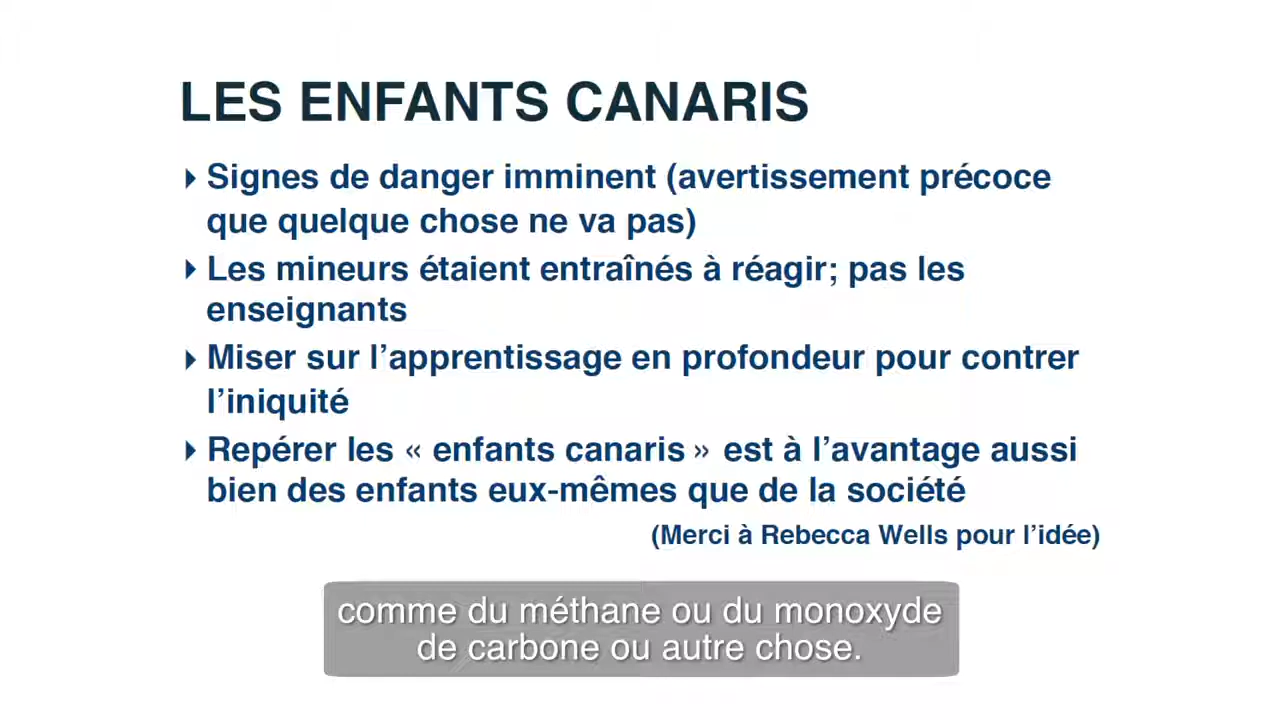 LES ENFANTS CANARIS
Signes de danger imminent (avertissement précoce
que quelque chose ne va pas)
Les mineurs étaient entraînés à réagir; pas les
enseignants
Miser sur l’apprentissage en profondeur pour contrer
l’iniquité
Repérer les « enfants canaris » est à l’avantage aussi
bien des enfants eux-mêmes que de la société
(Merci à Rebecca Wells pour l’idée)
comme du méthane ou du monoxyde
de carbone ou autre chose.